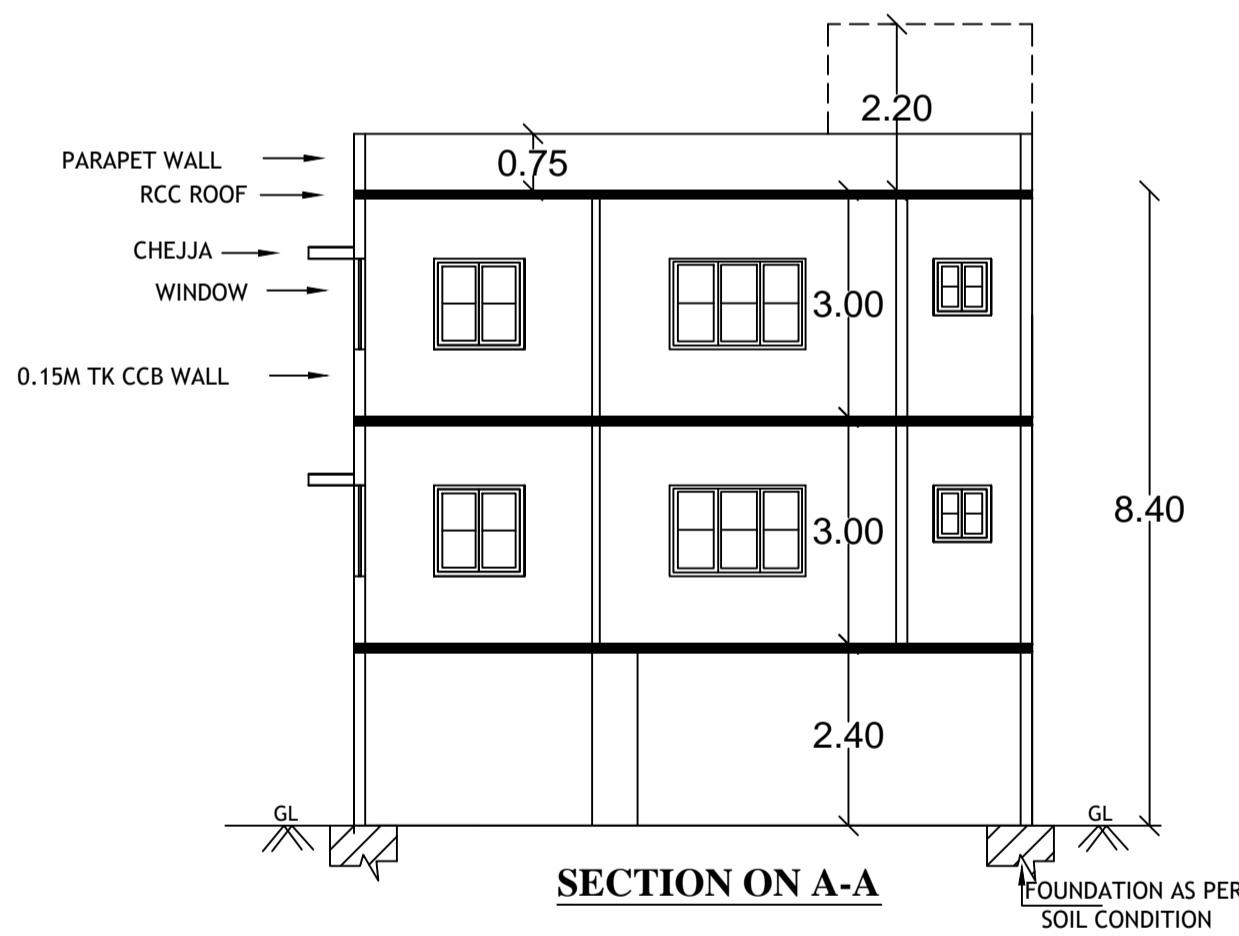 2.20
PARAPET WALL
0.75
RCC ROOF
CHEJJA
WINDOW
3.00
0.15M TK CCB WALL
3.00
8.40
2.40
GL
GL
SECTION ON A-A
FOUNDATION AS PER
SOIL CONDITION